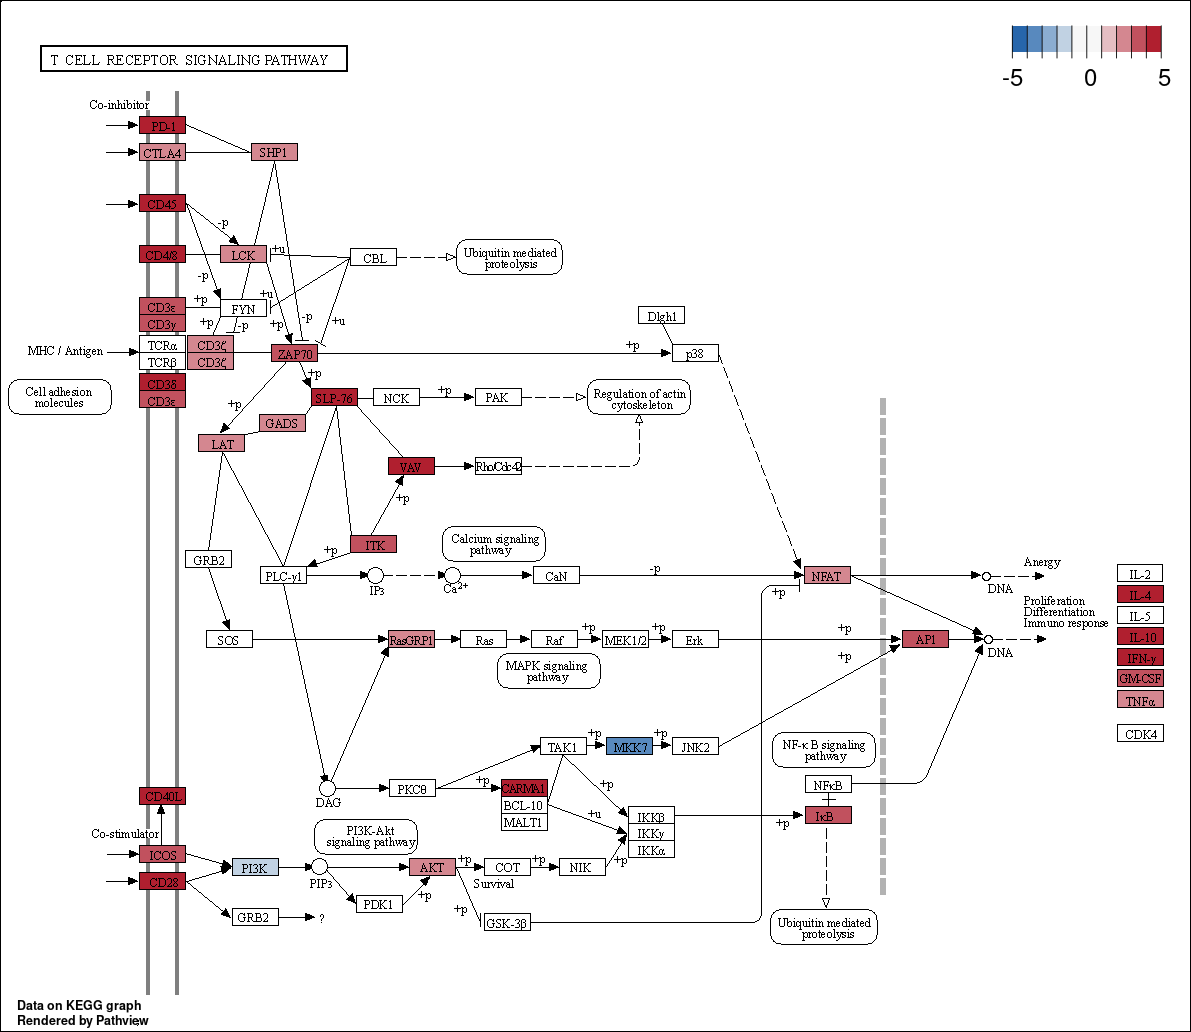 T CELL RECEPTOR SIGNALING PATHWAY
-5 0 5
Co-inhibitor
PD-1
CTLA4
SHP1
CD45
-p
CD4/8
LCK
+u
CBL
Ubiquitin mediated
proteolysis
-p
CD3ε
+p
FYN
+u
CD3γ
+p
-p
+p
-p
+u
Dlgh1
MHC / Antigen
TCRα
CD3ζ
ZAP70
+p
p38
TCRβ
CD3ζ
Cell adhesion
molecules
CD3δ
CD3ε
+p
SLP-76
NCK
+p
PAK
Regulation of actin
cytoskeleton
+p
GADS
LAT
VAV
Rho/Cdc42
+p
ITK
Calcium signaling
pathway
GRB2
+p
PLC-γ1
IP3
Ca2+
CaN
-p
NFAT
+p
DNA
Anergy
SOS
RasGRP1
Ras
Raf
+p
MEK1/2
+p
Erk
+p
+p
AP1
DNA
Proliferation
Differentiation
Immuno response
MAPK signaling
pathway
IL-2
IL-4
IL-5
IL-10
IFN-γ
GM-CSF
TNFα
CDK4
TAK1
+p
MKK7
+p
JNK2
NF-κ B signaling
pathway
DAG
PKCθ
+p
CARMA1
BCL-10
MALT1
+p
+u
IKKβ
IKKγ
IKKα
+p
NFκB
IκB
CD40L
Co-stimulator
ICOS
CD28
PI3K-Akt
signaling pathway
PI3K
PIP3
AKT
+p
COT
+p
NIK
+p
Survival
PDK1
+p
+p
GSK-3β
GRB2
?
Ubiquitin mediated
proteolysis
Data on KEGG graph
Rendered by Pathview